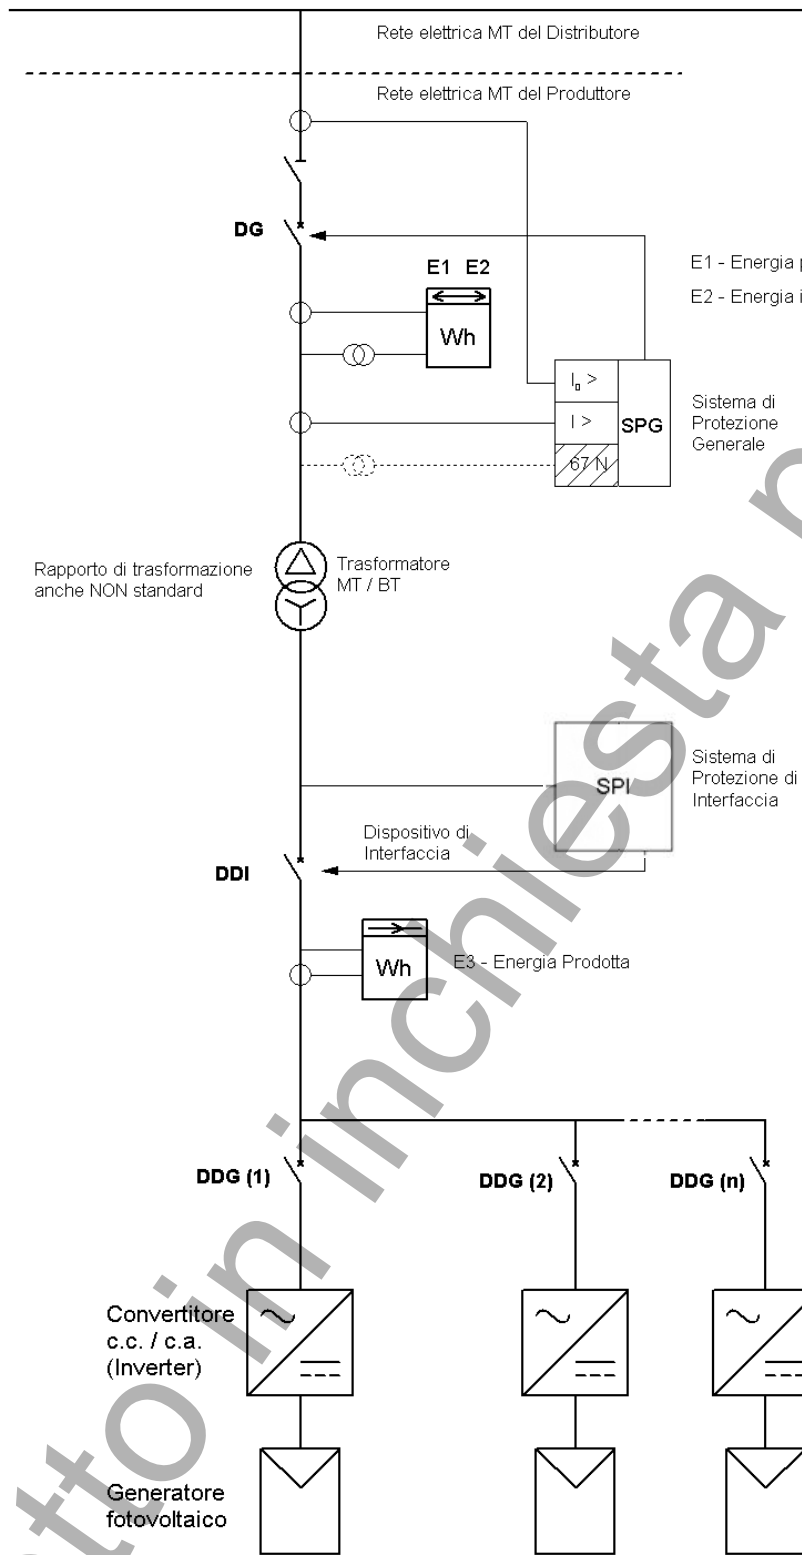 Rete elettrica MT del Distributore
Rete elettrica MT del Produttore
DG
E1 E2
E1 - Energia
E2 - Energia
Wh
I0 >
I >
SPG
67 N
Sistema di
Protezione
Generale
Rapporto di trasformazione
anche NON standard
Trasformatore
MT / BT
SPI
Sistema di
Protezione di
Interfaccia
Dispositivo di
Interfaccia
DDI
Wh
E3 - Energia Prodotta
DDG (1)
DDG (2)
DDG (n)
Convertitore
c.c. / c.a.
(Inverter)
Generatore
fotovoltaico
in inchiesta